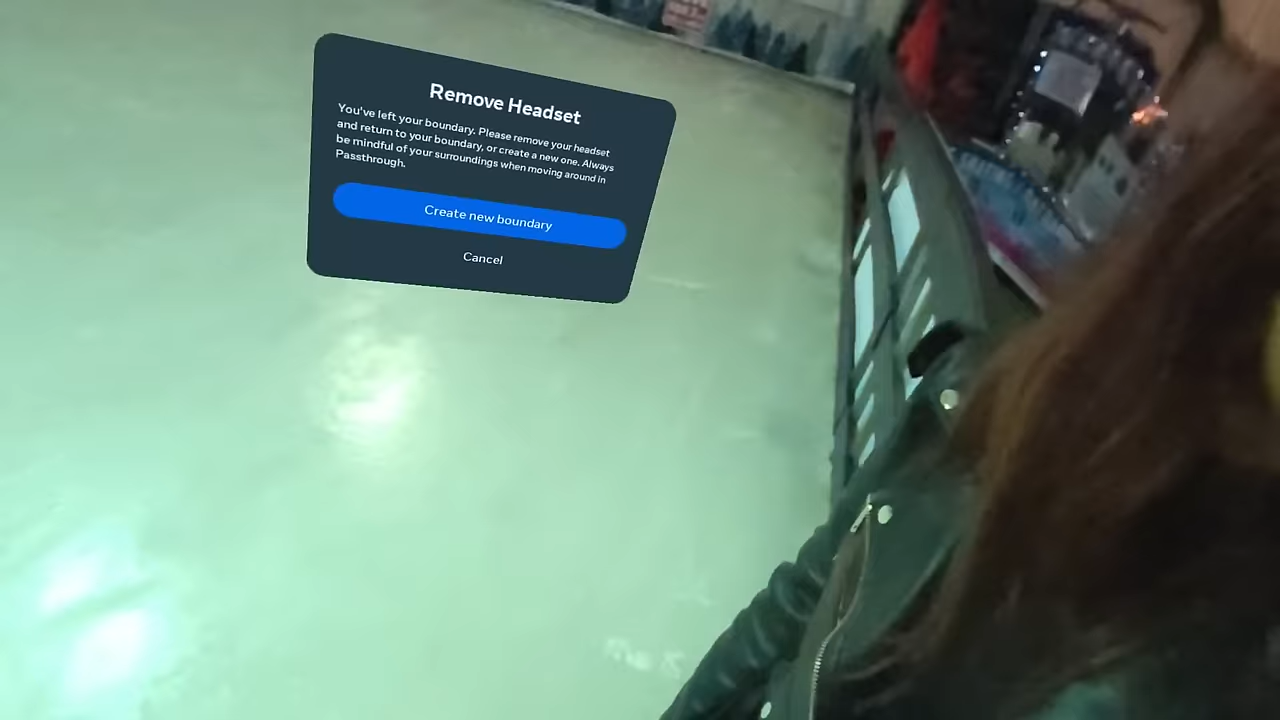 Remove Headset
You've left your boundary. Please remove your headset
and return to your boundary, or create a new one. Always
be mindful of your surroundings when moving around in
Passthrough.
Create new boundary
Cancel